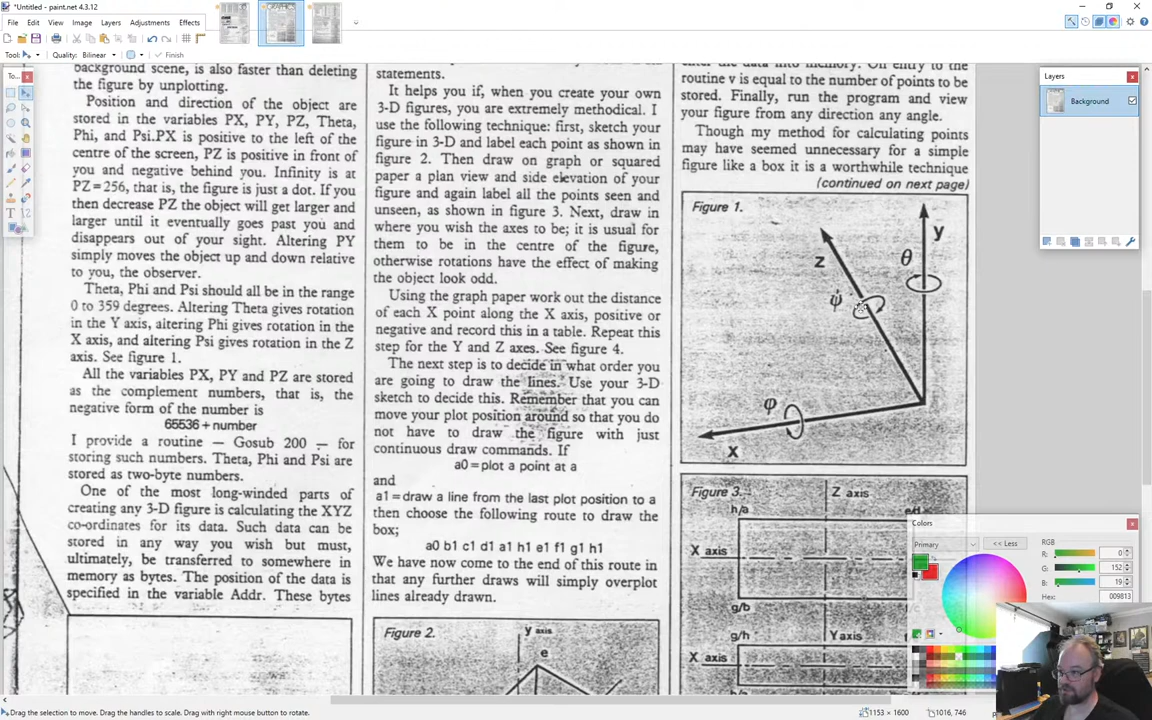 *Untitled - paint.net 4.3.12
File Edit View Image Layers Adjustments Effects
Tool: Quality: Bilinear Finish
To...
background scene, is also faster than deleting
the figure by unplotting.
Position and direction of the object are
stored in the variables PX, PY, PZ, Theta,
Phi, and Psi.PX is positive to the left of the
centre of the screen, PZ is positive in front of
you and negative behind you. Infinity is at
PZ=256, that is, the figure is just a dot. If you
then decrease PZ the object will get larger and
larger until it eventually goes past you and
disappears out of your sight. Altering PY
simply moves the object up and down relative
to you, the observer.
Theta, Phi and Psi should all be in the range
0 to 359 degrees. Altering Theta gives rotation
in the Y axis, altering Phi gives rotation in the
X axis, and altering Psi gives rotation in the Z
axis. See figure 1.
All the variables PX, PY and PZ are stored
as the complement numbers, that is, the
negative form of the number is
65536+number
I provide a routine — Gosub 200 — for
storing such numbers. Theta, Phi and Psi are
stored as two-byte numbers.
One of the most long-winded parts of
creating any 3-D figure is calculating the XYZ
co-ordinates for its data. Such data can be
stored in any way you wish but must,
ultimately, be transferred to somewhere in
memory as bytes. The position of the data is
specified in the variable Addr. These bytes
statements.
It helps you if, when you create your own
3-D figures, you are extremely methodical. I
use the following technique: first, sketch your
figure in 3-D and label each point as shown in
figure 2. Then draw on graph or squared
paper a plan view and side elevation of your
figure and again label all the points seen and
unseen, as shown in figure 3. Next, draw in
where you wish the axes to be; it is usual for
them to be in the centre of the figure,
otherwise rotations have the effect of making
the object look odd.
Using the graph paper work out the distance
of each X point along the X axis, positive or
negative and record this in a table. Repeat this
step for the Y and Z axes. See figure 4.
The next step is to decide in what order you
are going to draw the lines. Use your 3-D
sketch to decide this. Remember that you can
move your plot position around so that you do
not have to draw the figure with just
continuous draw commands. If
a0=plot a point at a
and
a1=draw a line from the last plot position to a
then choose the following route to draw the
box;
a0 b1 c1 d1 a1 h1 e1 f1 g1 h1
We have now come to the end of this route in
that any further draws will simply overplot
lines already drawn.
Figure 2.
y axis
e
routine v is equal to the number of points to be
stored. Finally, run the program and view
your figure from any direction any angle.
Though my method for calculating points
may have seemed unnecessary for a simple
figure like a box it is a worthwhile technique
(continued on next page)
Figure 1.
y
z
θ
ψ
φ
x
Figure 3.
Z axis
h/a
X axis
g/b
g/h
Y axis
X axis
Layers
Background
Colors
Primary
<< Less
RGB
R: 0
G: 152
B: 19
Hex: 009813
Drag the selection to move. Drag the handles to scale. Drag with right mouse button to rotate.
1153 × 1600
1016, 746